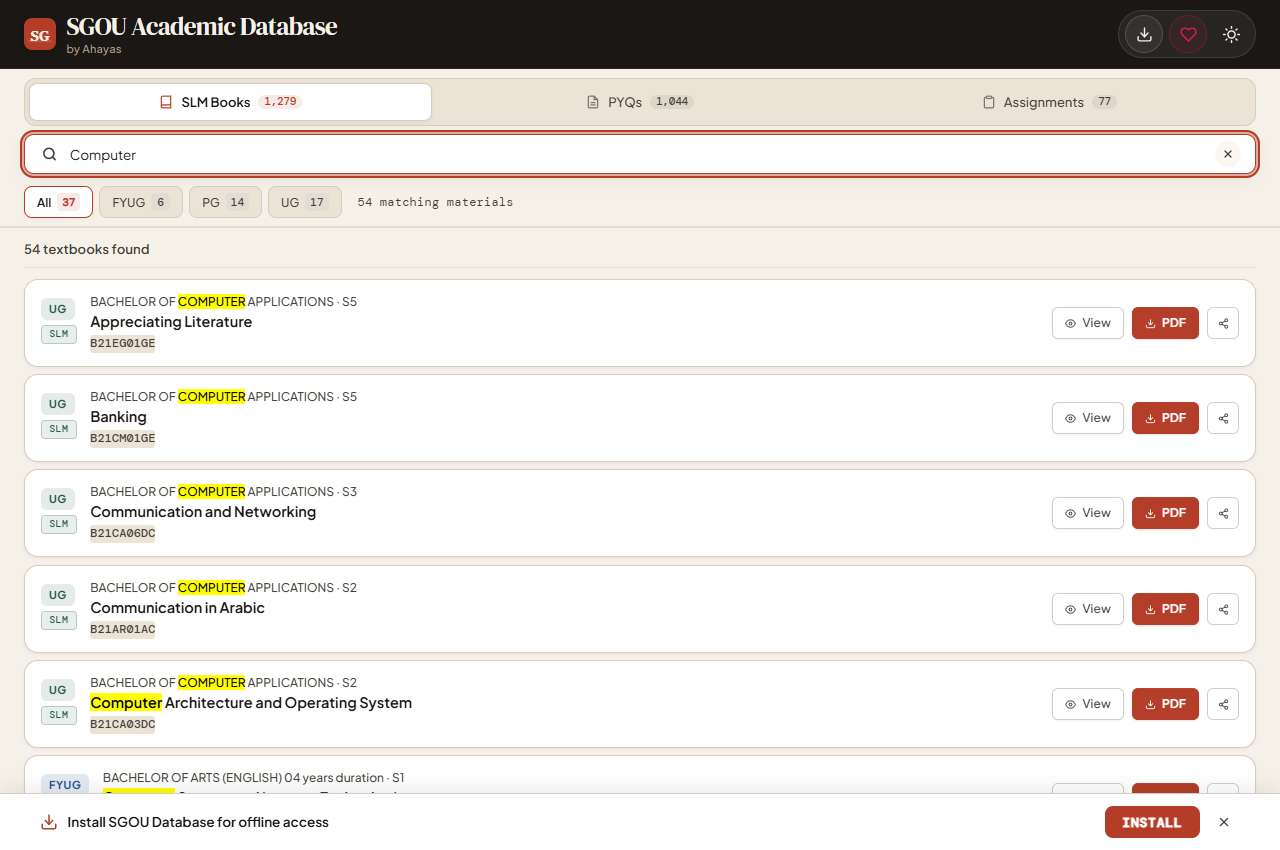 SG
SGOU Academic Database
by Ahayas
SLM Books 1,279
PYQs 1,044
Assignments 77
Computer
All 37
FYUG 6
PG 14
UG 17
54 matching materials
54 textbooks found
UG
SLM
BACHELOR OF COMPUTER APPLICATIONS · S5
Appreciating Literature
B21EG01GE
View
PDF
UG
SLM
BACHELOR OF COMPUTER APPLICATIONS · S5
Banking
B21CM01GE
View
PDF
UG
SLM
BACHELOR OF COMPUTER APPLICATIONS · S3
Communication and Networking
B21CA06DC
View
PDF
UG
SLM
BACHELOR OF COMPUTER APPLICATIONS · S2
Communication in Arabic
B21AR01AC
View
PDF
UG
SLM
BACHELOR OF COMPUTER APPLICATIONS · S2
Computer Architecture and Operating System
B21CA03DC
View
PDF
FYUG
BACHELOR OF ARTS (ENGLISH) 04 years duration · S1
Install SGOU Database for offline access
INSTALL